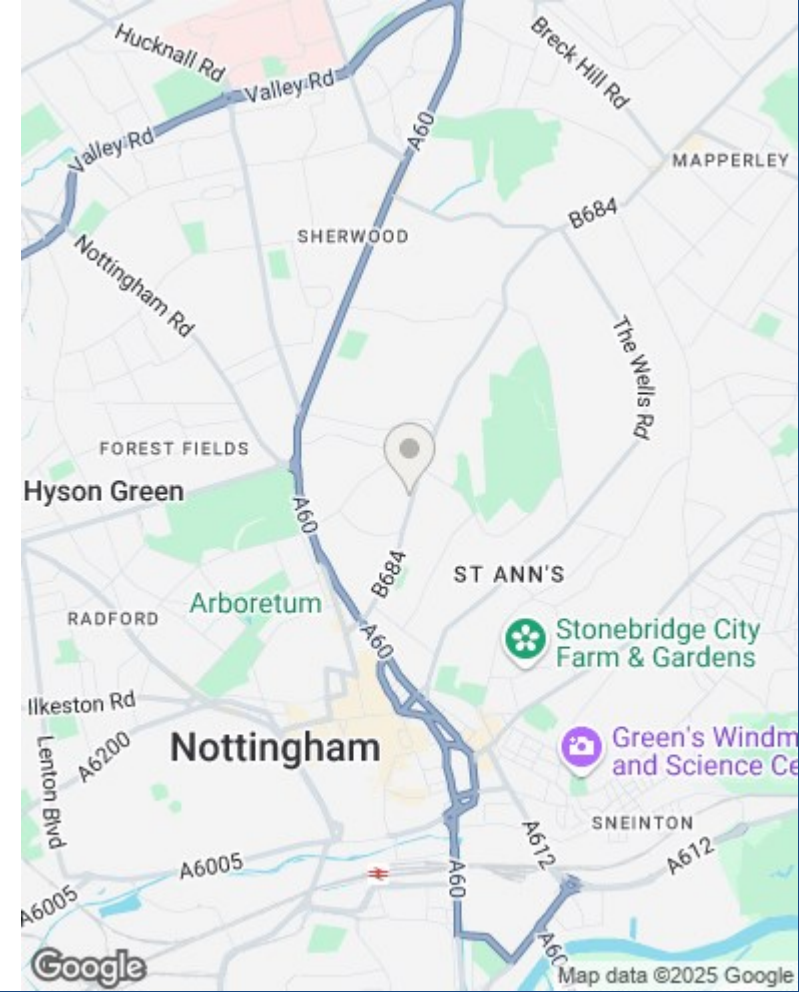 Hucknall Rd
Breck Hill Rd
Valley Rd
A60
Valley Rd
MAPPERLEY
B684
SHERWOOD
Nottingham Rd
The Wells Rd
FOREST FIELDS
Hyson Green
A60
B684
ST ANN'S
Arboretum
RADFORD
A60
Stonebridge City
Farm & Gardens
Ilkeston Rd
A6200
Nottingham
Green's Windm
and Science Ce
Lenton Blvd
SNEINTON
A612
A612
A6005
A60
A6005
A60
Google
Map data ©2025 Google